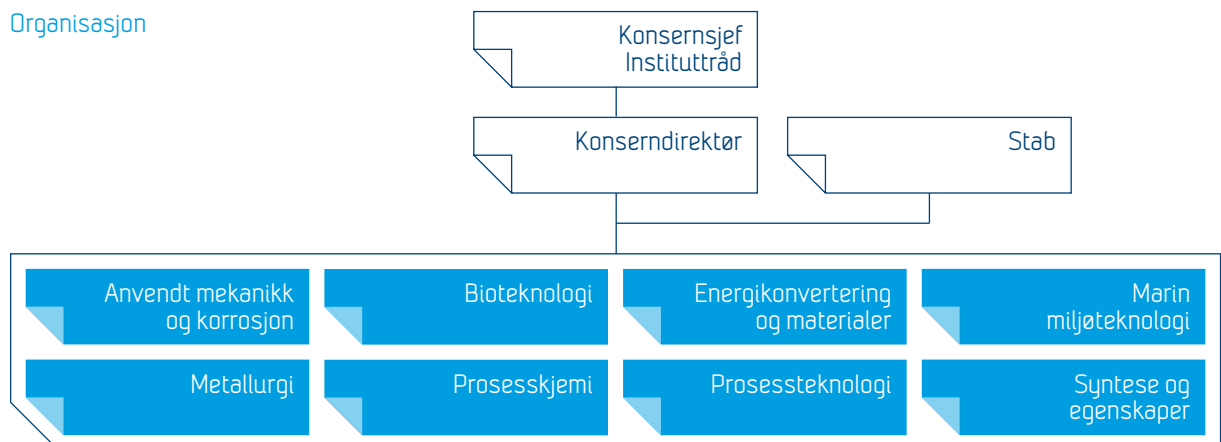 Organisasjon
Konsernsjef
Instituttråd
Konserndirektør
Stab
Anvendt mekanikk
og korrosjon
Bioteknologi
Energikonvertering
og materialer
Marin
miljøteknologi
Metallurgi
Prosesskjemi
Prosessteknologi
Syntese og
egenskaper